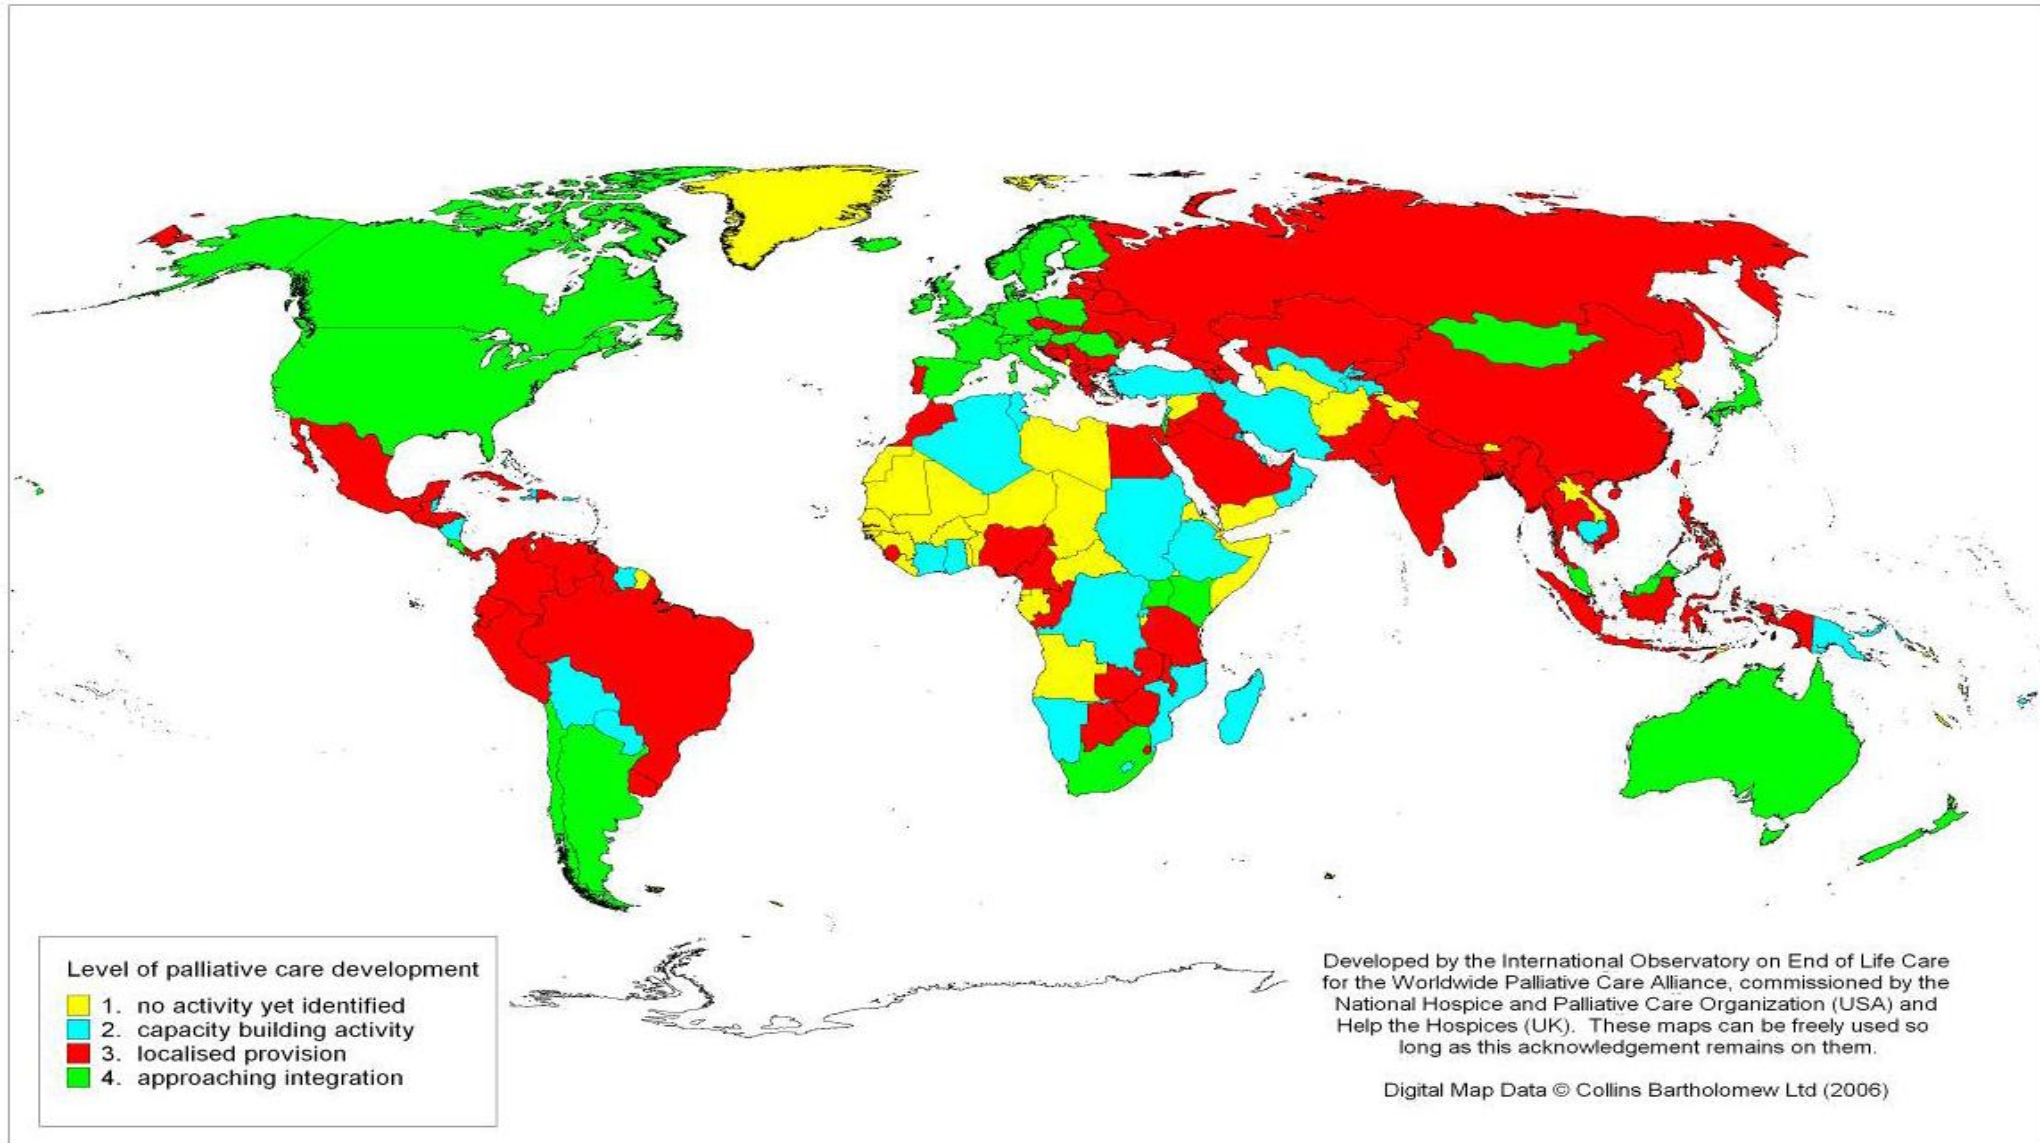 Level of palliative care development
1. no activity yet identified
2. capacity building activity
3. localised provision
4. approaching integration
Developed by the International Observatory on End of Life Care
for the Worldwide Palliative Care Alliance, commissioned by the
National Hospice and Palliative Care Organization (USA) and
Help the Hospices (UK). These maps can be freely used so
long as this acknowledgement remains on them.
Digital Map Data © Collins Bartholomew Ltd (2006)